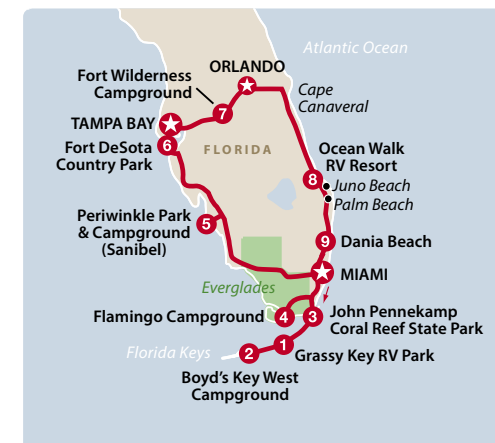 Atlantic Ocean
ORLANDO
Fort Wilderness
Campground
Cape
Canaveral
7
TAMPA BAY
6
Fort DeSota
Country Park
FLORIDA
Ocean Walk
RV Resort
8
Juno Beach
Palm Beach
Periwinkle Park
& Campground
(Sanibel)
5
9
Dania Beach
MIAMI
Everglades
Flamingo Campground
4
3
John Pennekamp
Coral Reef State Park
Florida Keys
2
1
Grassy Key RV Park
Boyd's Key West
Campground